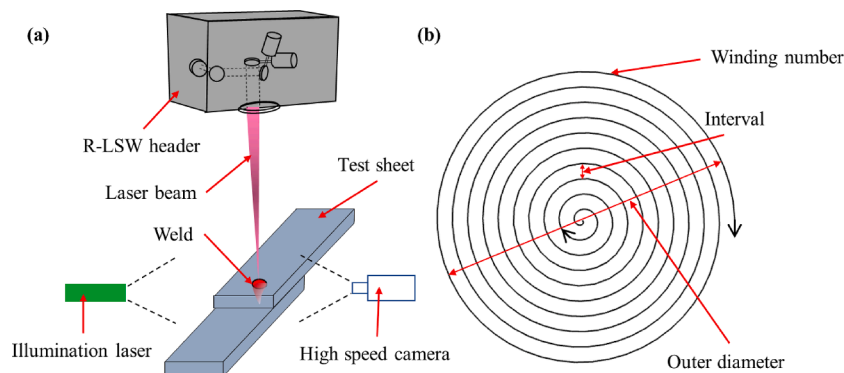 (a)
R-LSW header
Laser beam
Test sheet
Weld
Illumination laser
High speed camera
(b)
Winding number
Interval
Outer diameter